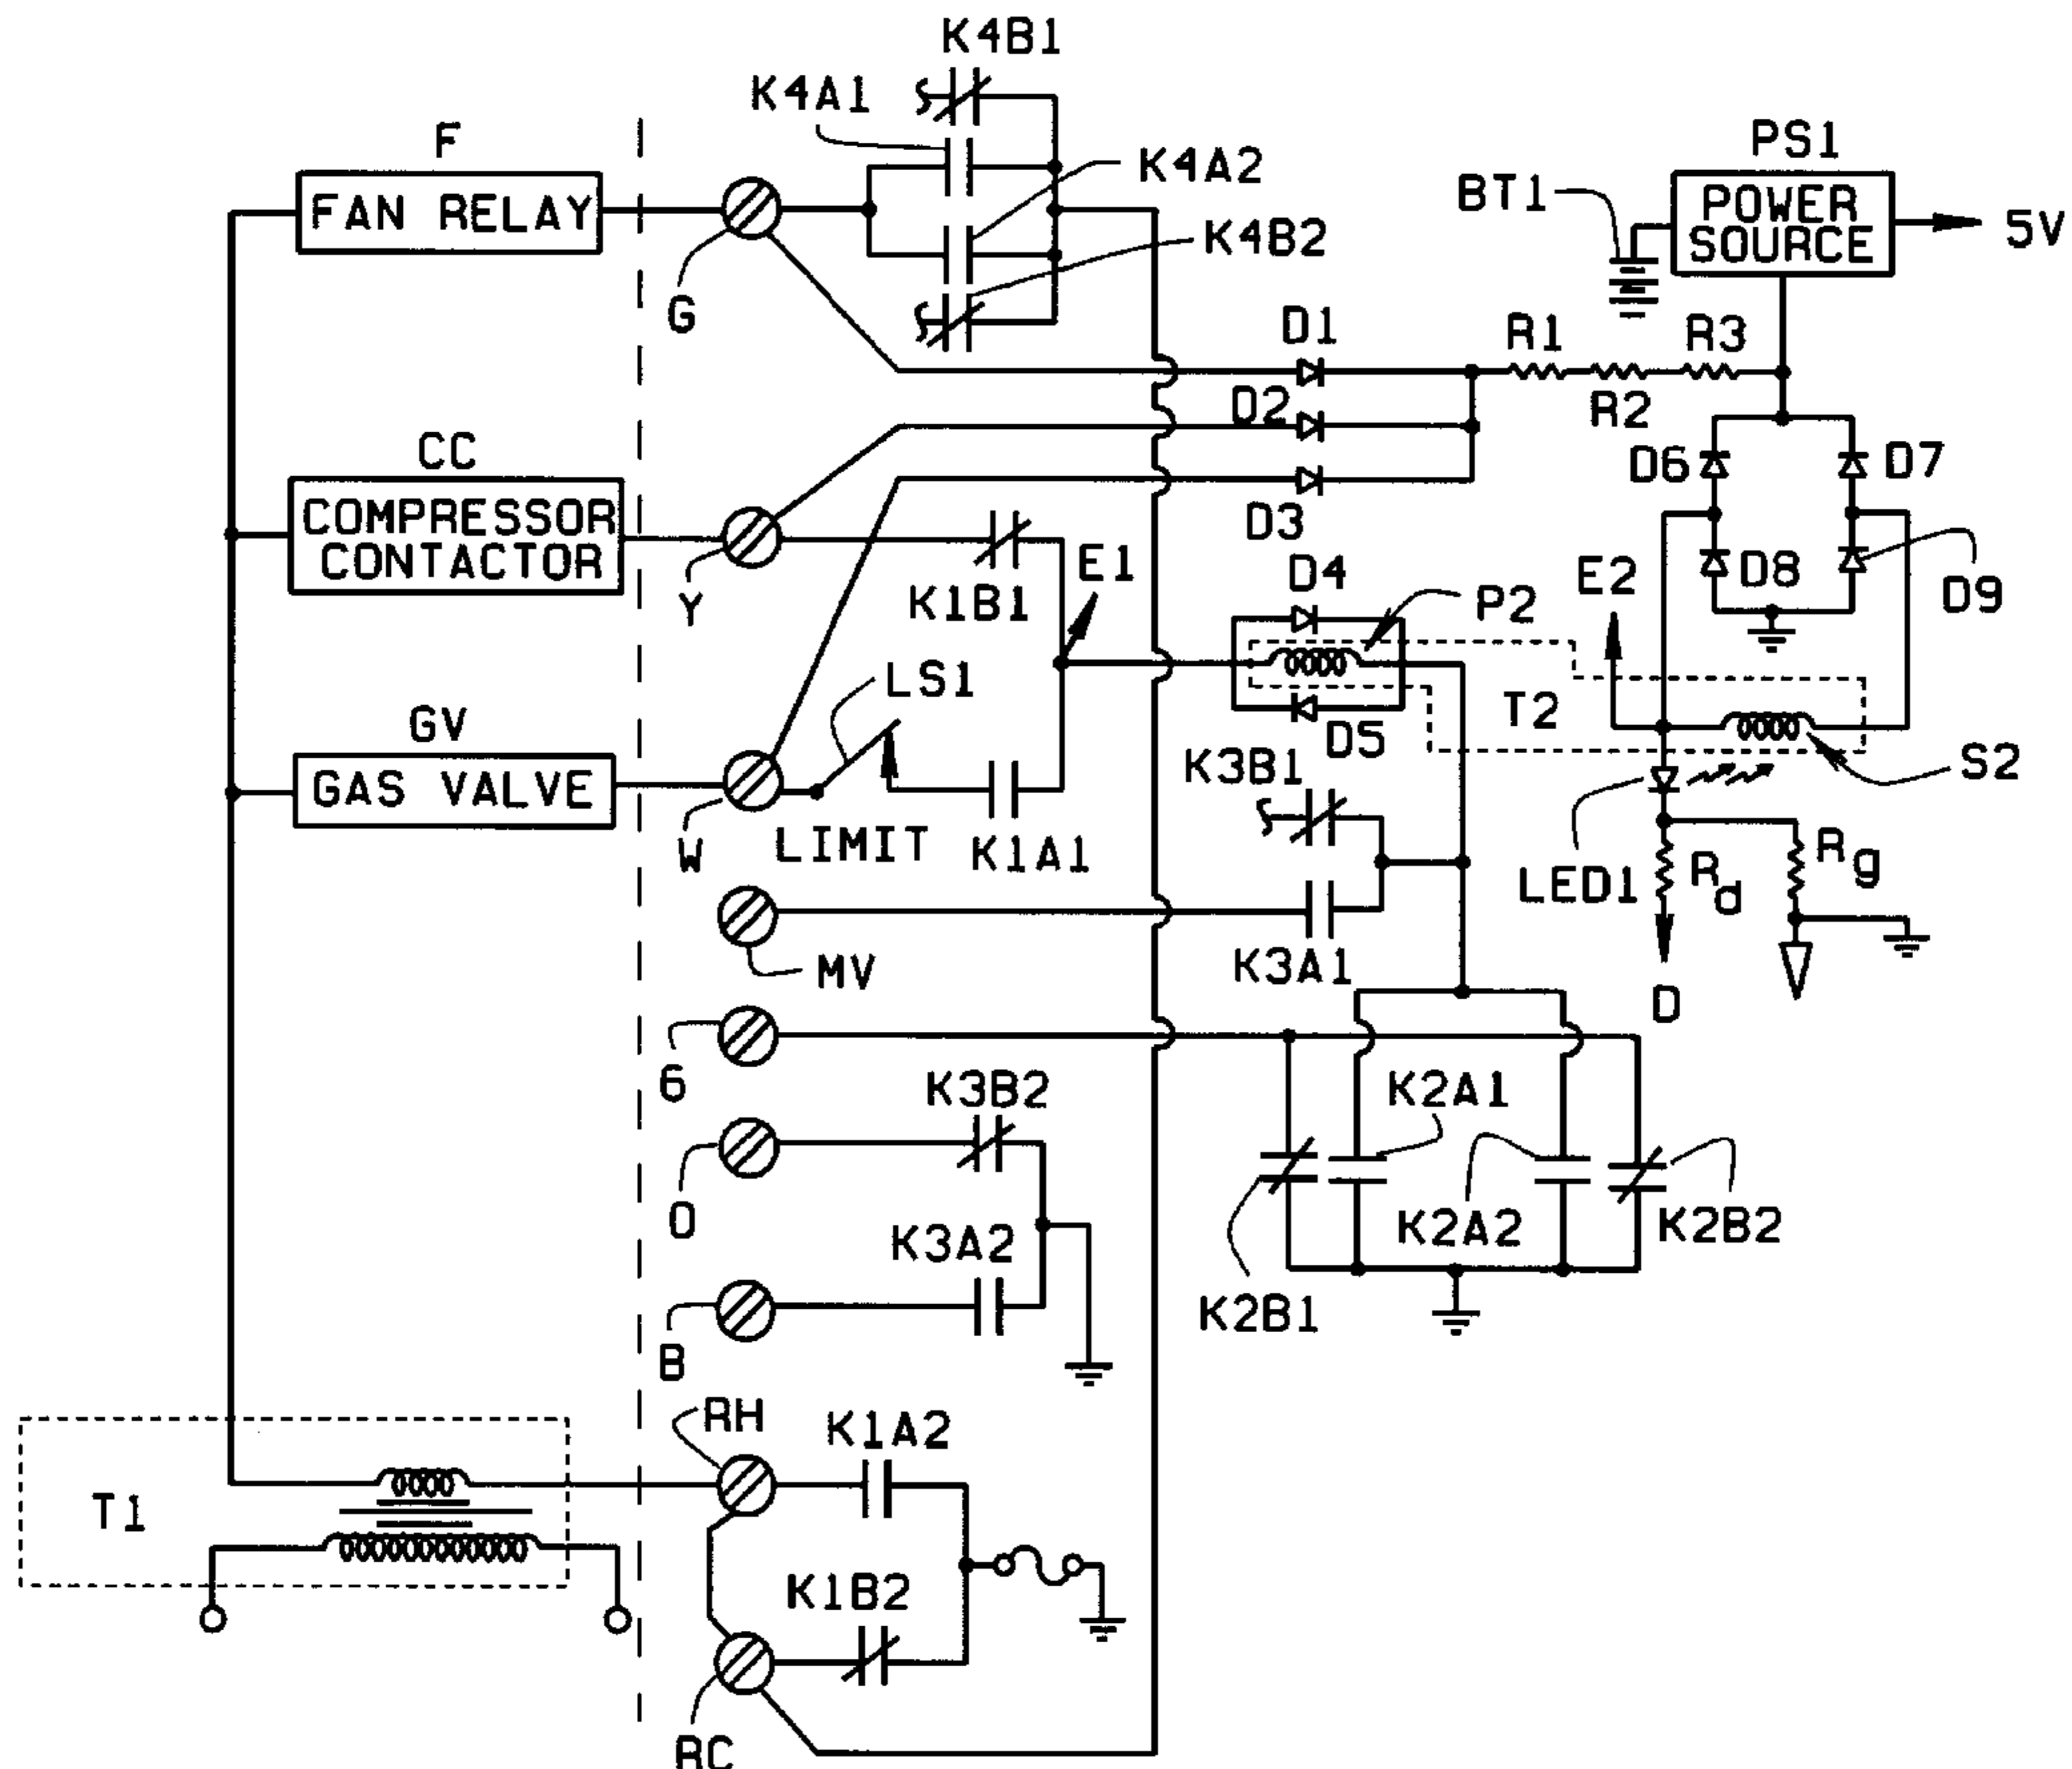 K4B1
K4A1
F
PS1
K4A2
BT1
FAN RELAY
POWER
SOURCE
5V
K4B2
G
D1
R1
R3
D2
R2
CC
D6
D7
COMPRESSOR
CONTACTOR
D3
E1
D4
E2
D8
D9
Y
K1B1
P2
LS1
T2
GV
D5
K3B1
S2
GAS VALVE
W
LIMIT
K1A1
LED1
Rd
Rg
MV
K3A1
D
6
K3B2
K2A1
O
K3A2
K2A2
K2B2
K2B1
B
RH
K1A2
T1
K1B2
RC